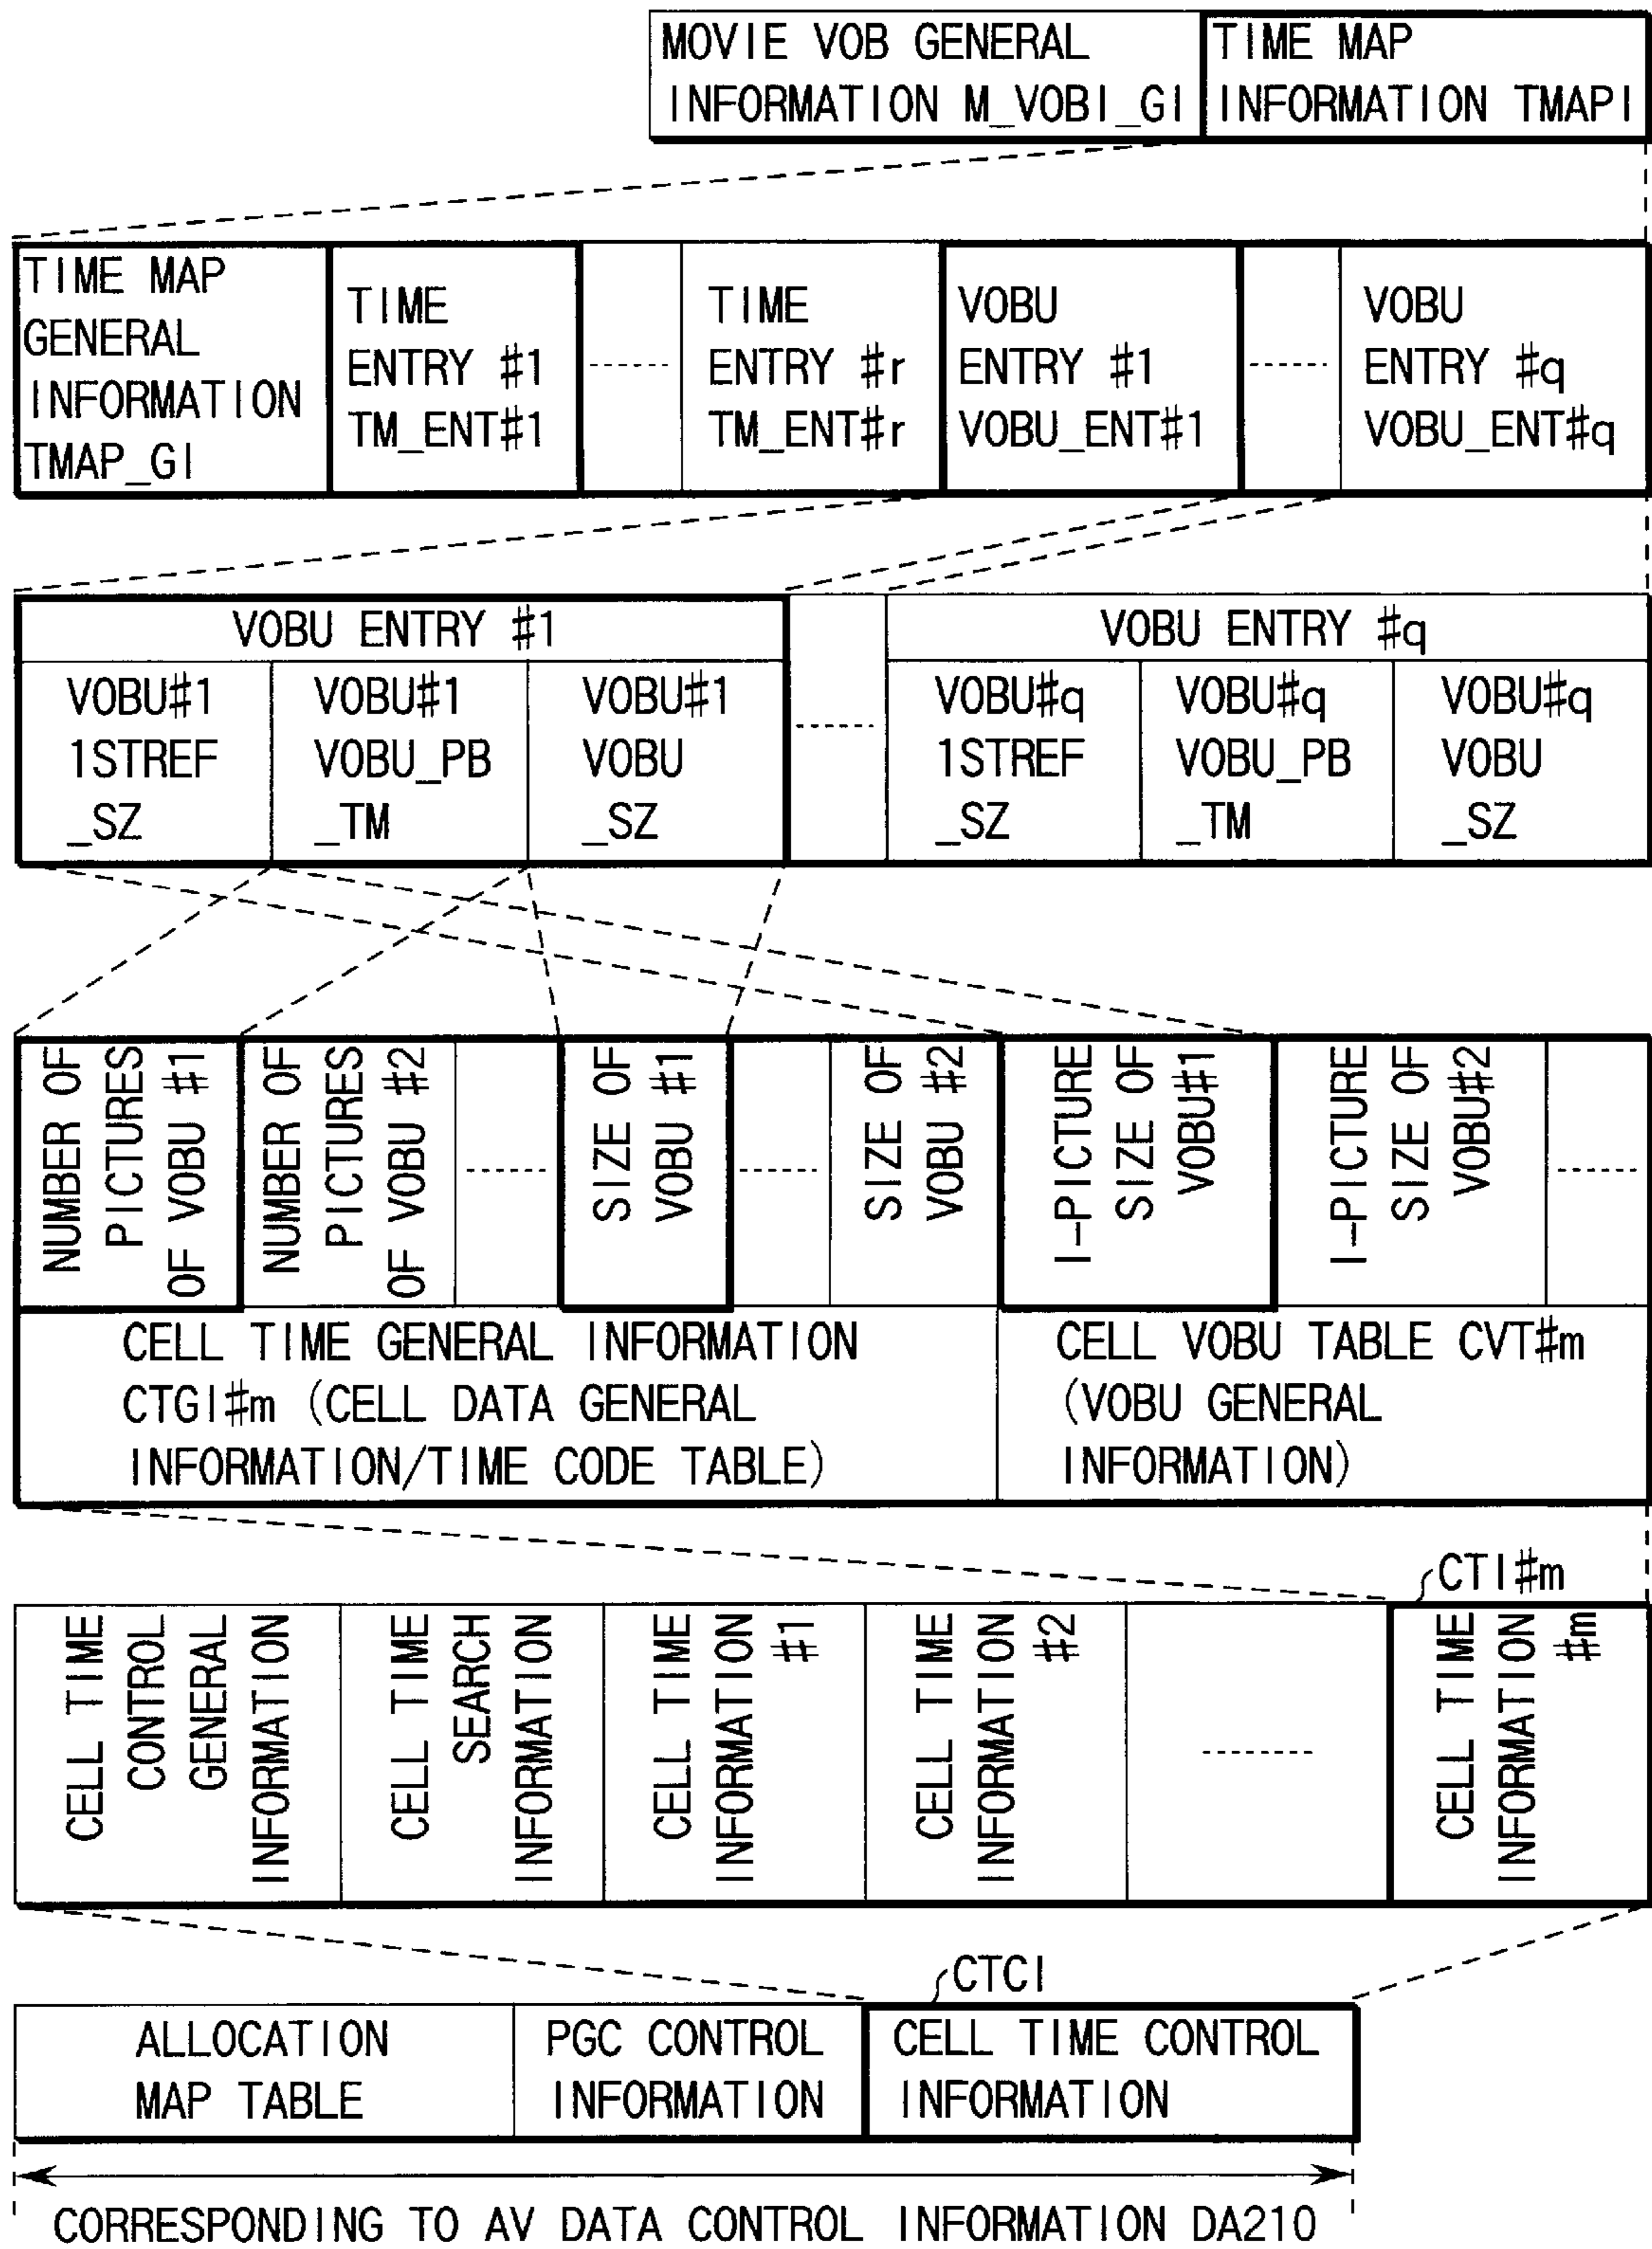 MOVIE VOB GENERAL
INFORMATION M_VOBI_GI
TIME MAP
INFORMATION TMAPI
TIME MAP
GENERAL
INFORMATION
TMAP_GI
TIME
ENTRY #1
TM_ENT#1
TIME
ENTRY #r
TM_ENT#r
VOBU
ENTRY #1
VOBU_ENT#1
VOBU
ENTRY #q
VOBU_ENT#q
VOBU ENTRY #1
VOBU#1
1STREF
_SZ
VOBU#1
VOBU_PB
_TM
VOBU#1
VOBU
_SZ
VOBU ENTRY #q
VOBU#q
1STREF
_SZ
VOBU#q
VOBU_PB
_TM
VOBU#q
VOBU
_SZ
NUMBER OF
PICTURES
OF VOBU #1
NUMBER OF
PICTURES
OF VOBU #2
SIZE OF
VOBU #1
SIZE OF
VOBU #2
I-PICTURE
SIZE OF
VOBU#1
I-PICTURE
SIZE OF
VOBU#2
CELL TIME GENERAL INFORMATION
CTGI#m (CELL DATA GENERAL
INFORMATION/TIME CODE TABLE)
CELL VOBU TABLE CVT#m
(VOBU GENERAL
INFORMATION)
CTI#m
CELL TIME
CONTROL
GENERAL
INFORMATION
CELL TIME
SEARCH
INFORMATION
CELL TIME
INFORMATION
#1
CELL TIME
INFORMATION
#2
CELL TIME
INFORMATION
#m
CTCI
ALLOCATION
MAP TABLE
PGC CONTROL
INFORMATION
CELL TIME CONTROL
INFORMATION
CORRESPONDING TO AV DATA CONTROL INFORMATION DA210